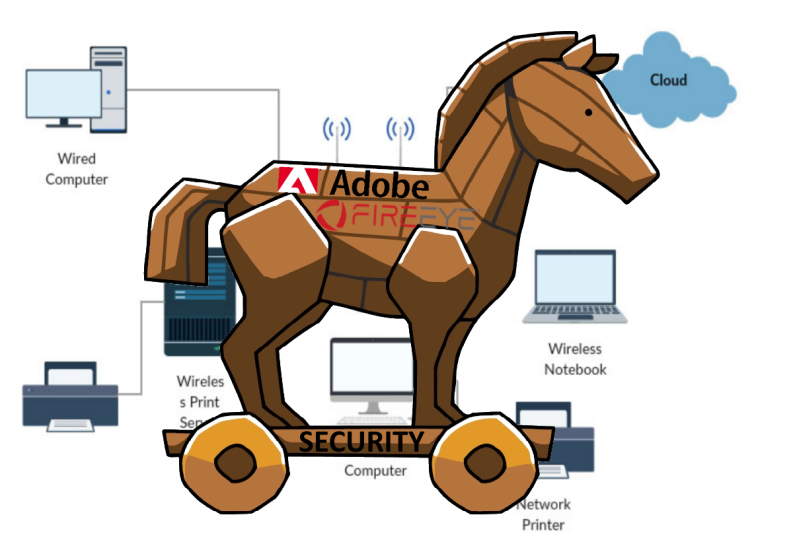 Cloud
Wired
Computer
Adobe
FIREEYE
Wireless
Notebook
Wireles
s Print
SECURITY
Computer
Network
Printer